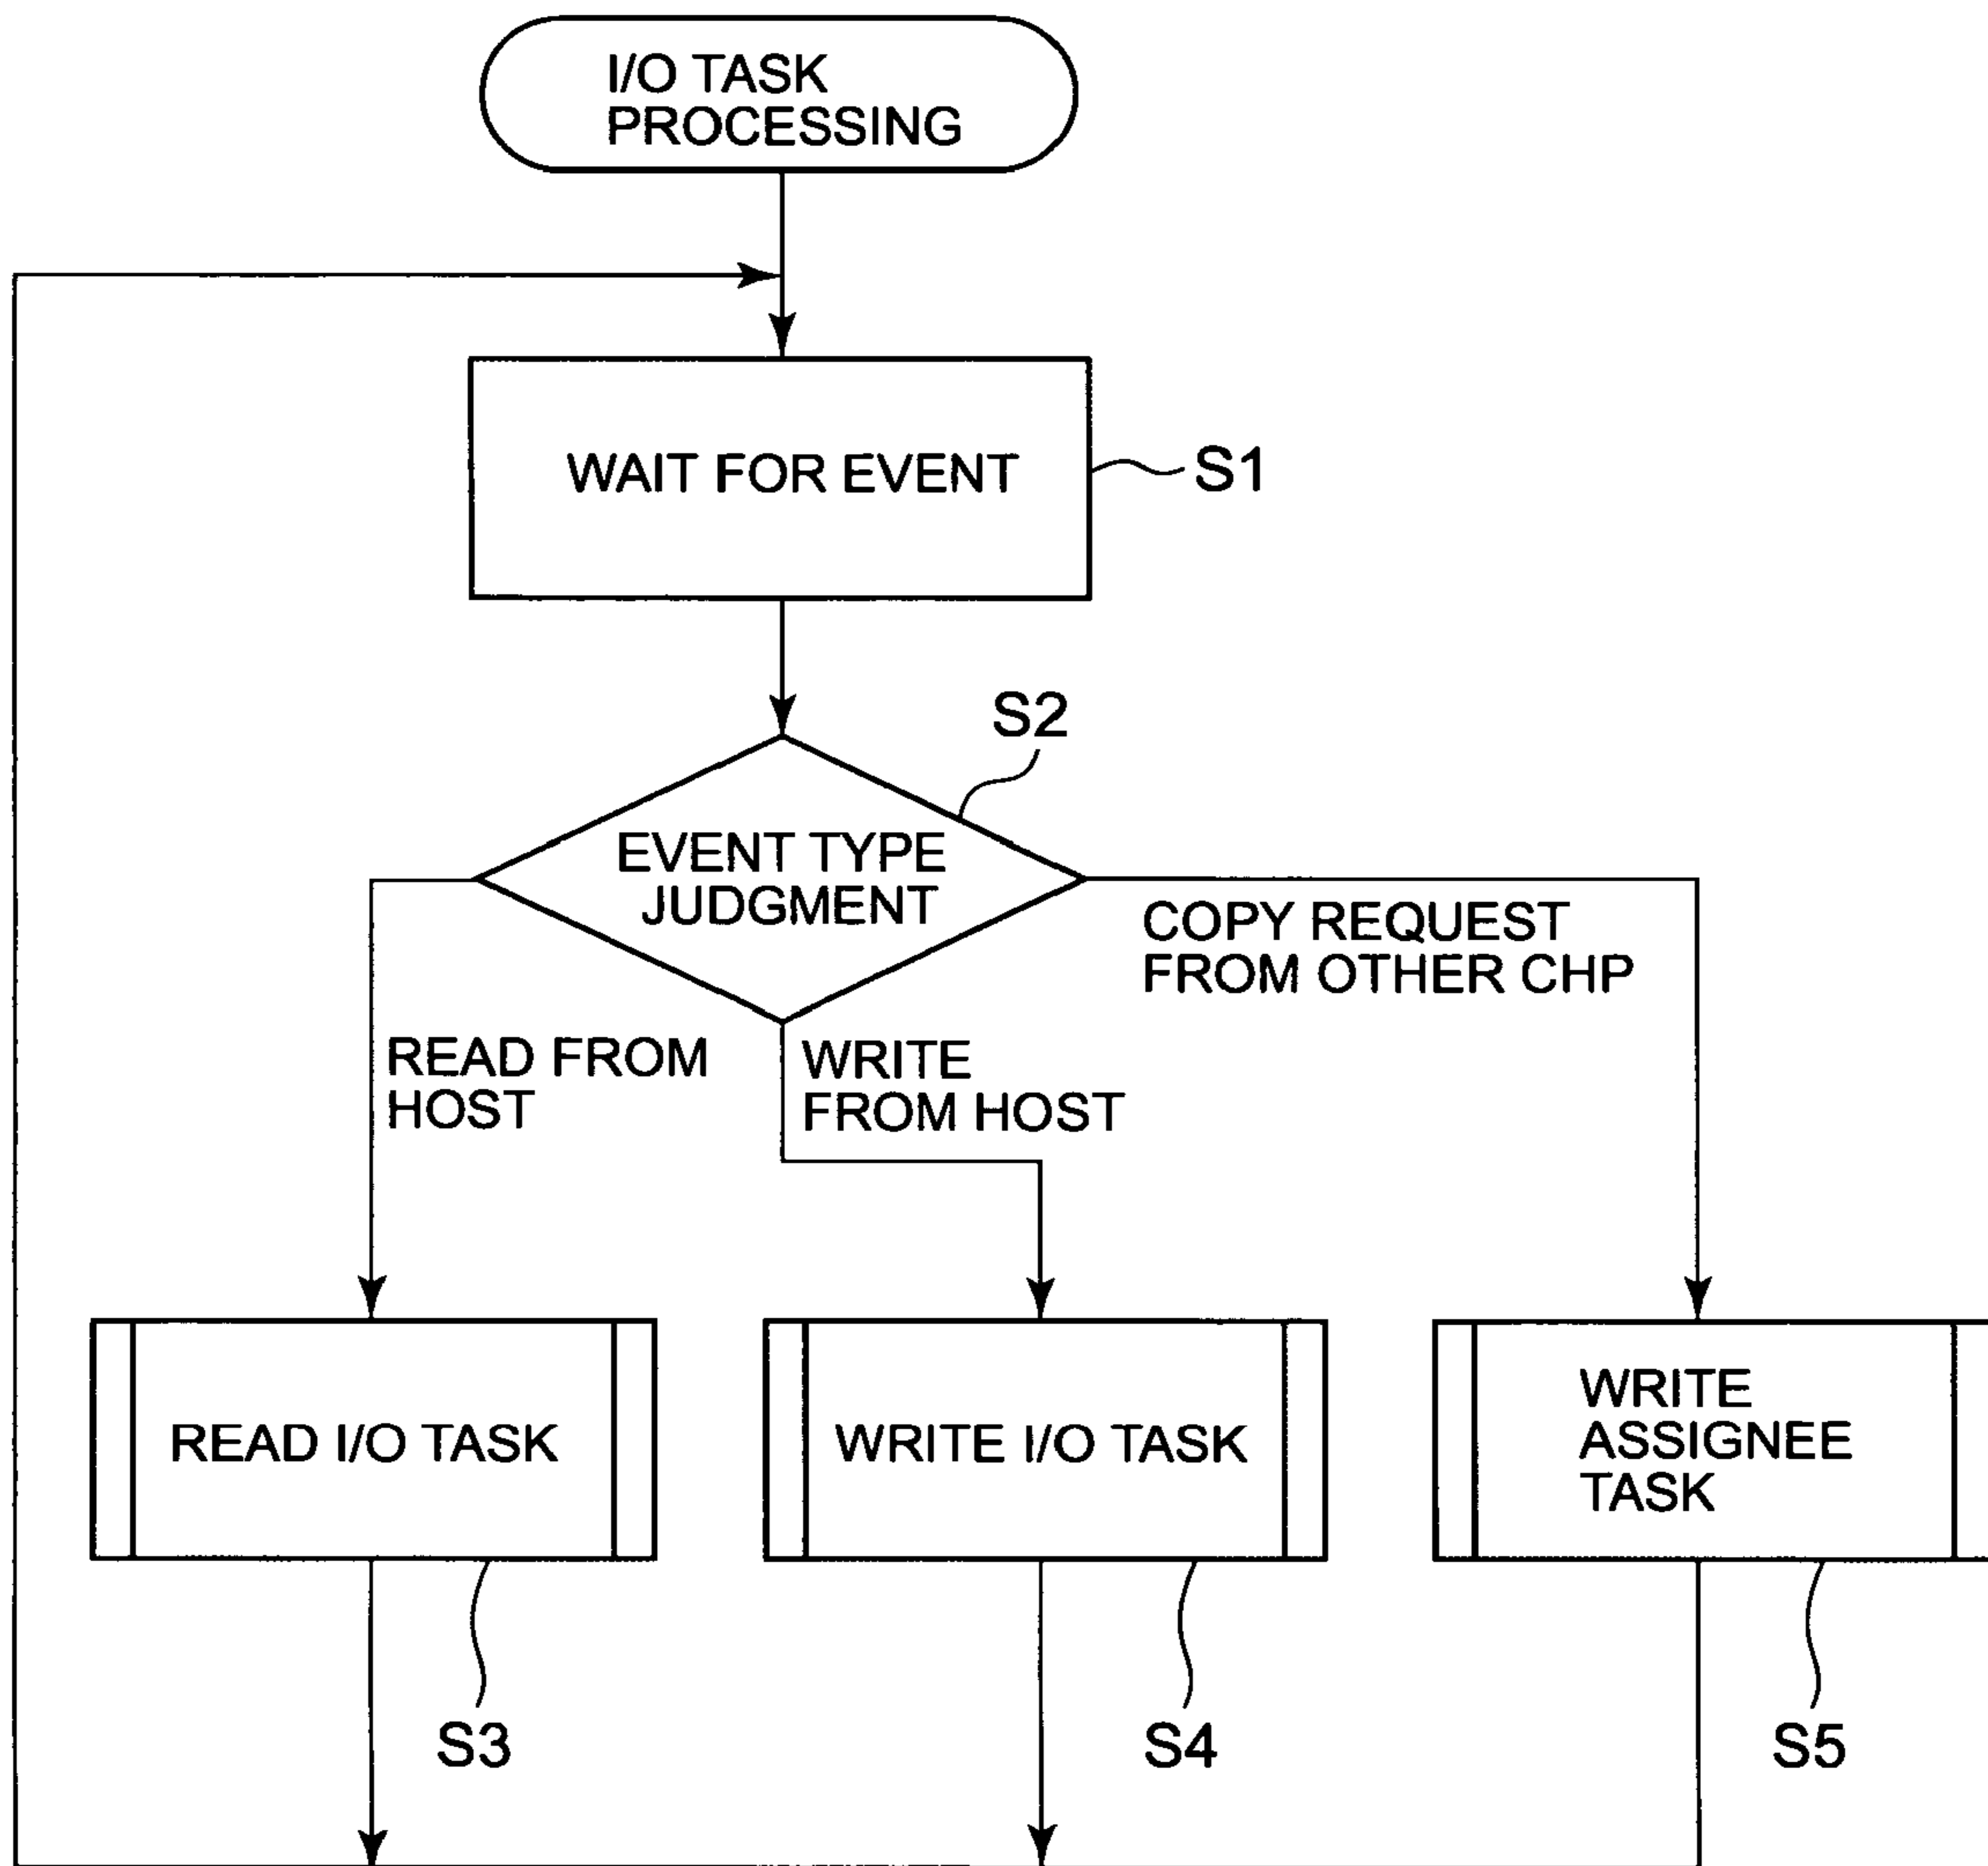 I/O TASK
PROCESSING
WAIT FOR EVENT
S1
S2
EVENT TYPE
JUDGMENT
COPY REQUEST
FROM OTHER CHP
READ FROM
HOST
WRITE
FROM HOST
READ I/O TASK
WRITE I/O TASK
WRITE
ASSIGNEE
TASK
S3
S4
S5